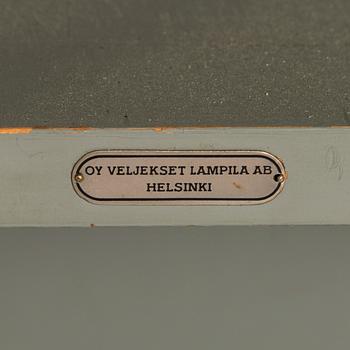 OY VELJEKSET LAMPILA AB
HELSINKI